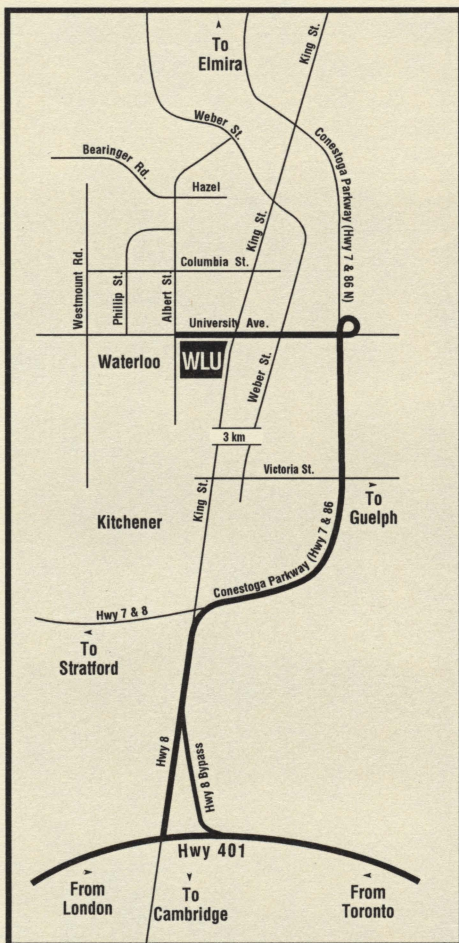 To
Elmira
King St.
Weber St.
Conestoga Parkway (Hwy 7 & 86 N)
Bearinger Rd.
Hazel
King St.
Westmount Rd.
Phillip St.
Albert St.
Columbia St.
University Ave.
Waterloo
WLU
Weber St.
3 km
Victoria St.
King St.
To
Guelph
Kitchener
Conestoga Parkway (Hwy 7 & 86
Hwy 7 & 8
To
Stratford
Hwy 8
Hwy 8 Bypass
Hwy 401
From
London
To
Cambridge
From
Toronto